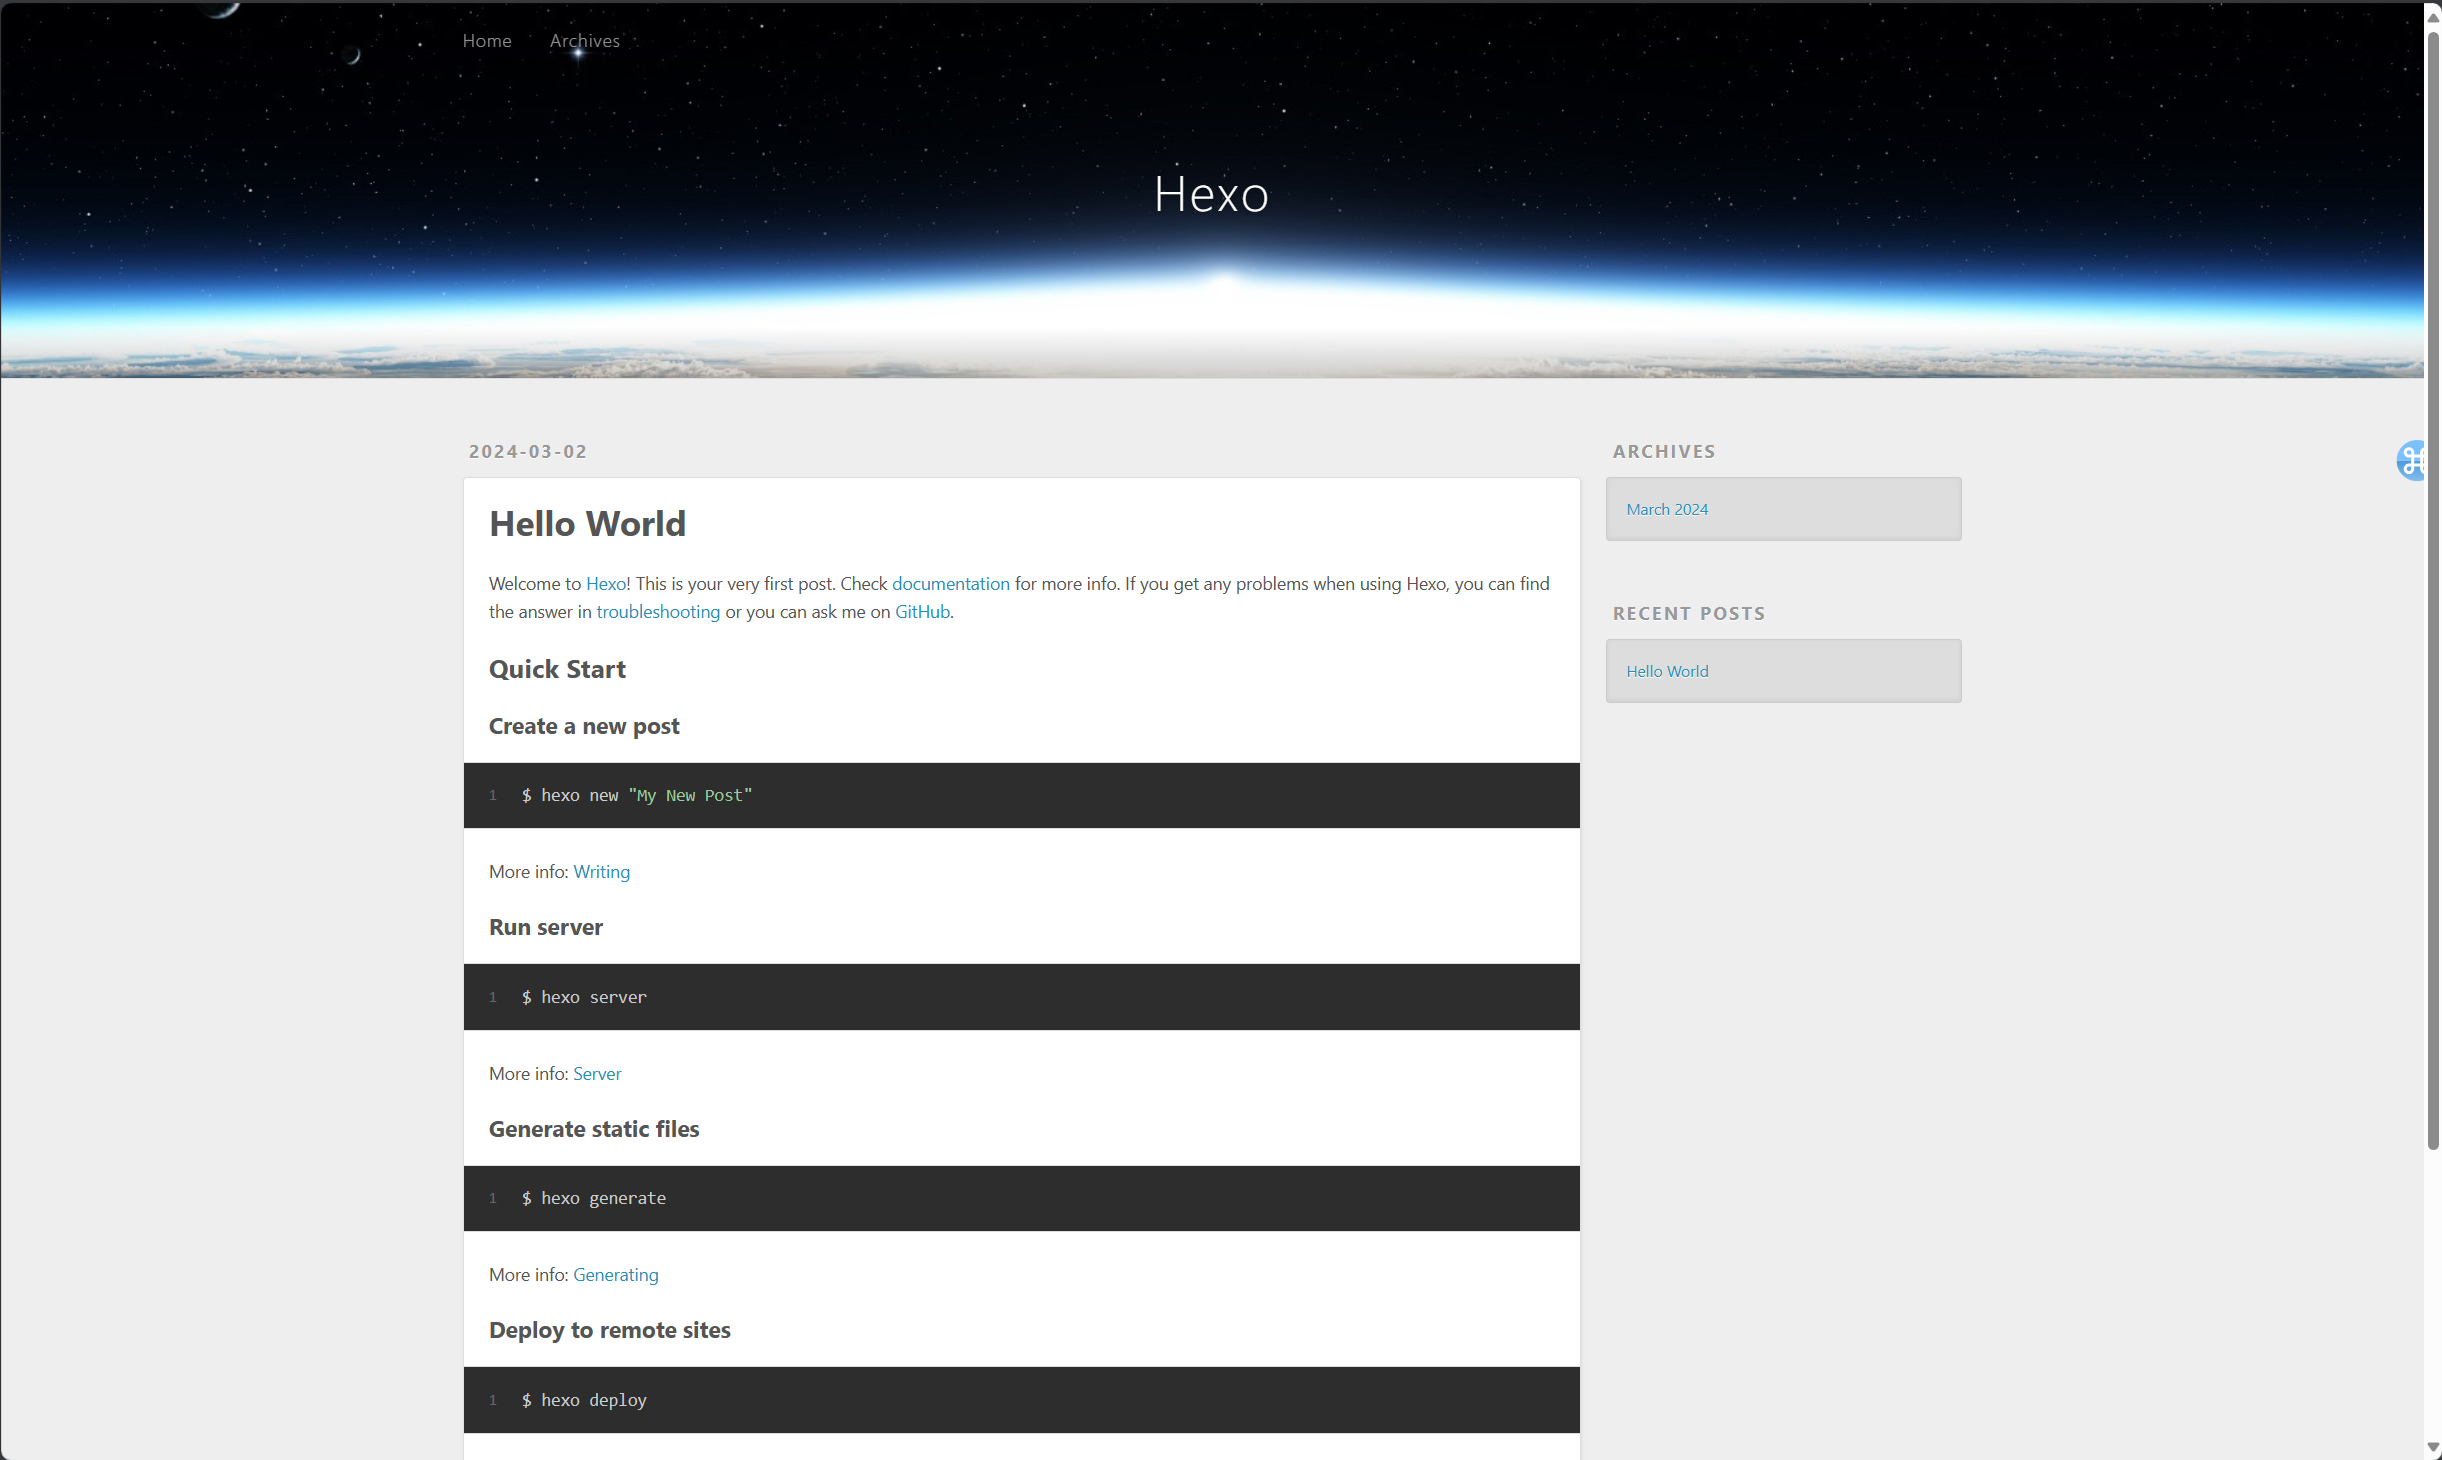 Home Archives
Hexo
2024-03-02
Hello World
Welcome to Hexo! This is your very first post. Check documentation for more info. If you get any problems when using Hexo, you can find
the answer in troubleshooting or you can ask me on GitHub.
Quick Start
Create a new post
1 $ hexo new "My New Post"
More info: Writing
Run server
1 $ hexo server
More info: Server
Generate static files
1 $ hexo generate
More info: Generating
Deploy to remote sites
1 $ hexo deploy
ARCHIVES
March 2024
RECENT POSTS
Hello World